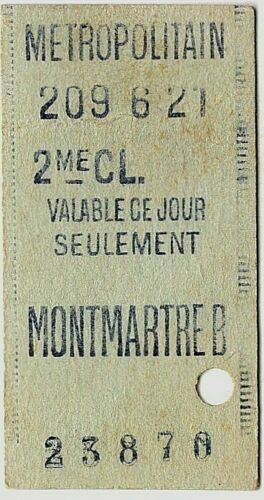 METROPOLITAIN
209 6 21
2ME CL.
VALABLE CE JOUR
SEULEMENT
MONTMARTRE B
23870